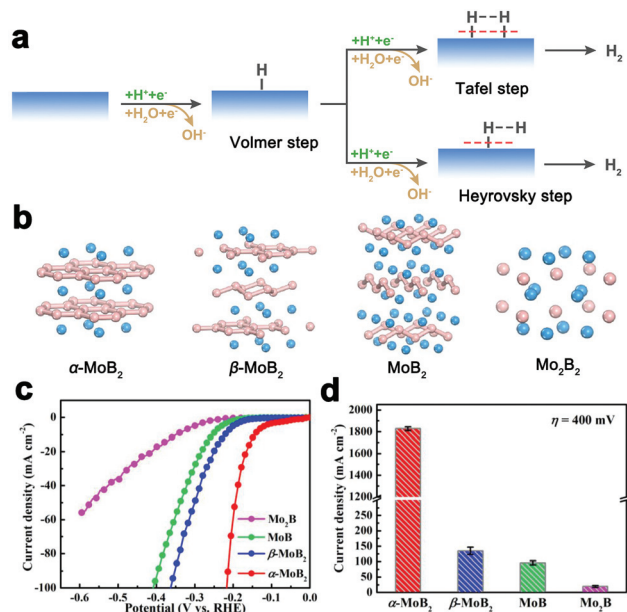 a
H
+H⁺+e⁻
+H₂O+e⁻
OH⁻
Volmer step
+H⁺+e⁻
+H₂O+e⁻
OH⁻
H--H
Tafel step
H₂
+H⁺+e⁻
+H₂O+e⁻
OH⁻
H--H
Heyrovsky step
H₂
b
α-MoB₂
β-MoB₂
MoB₂
Mo₂B₂
c
Current density (mA cm⁻²)
0
-20
-40
-60
-80
-100
-0.6 -0.5 -0.4 -0.3 -0.2 -0.1 0.0
Potential (V vs. RHE)
Mo₂B
MoB
β-MoB₂
α-MoB₂
d
η = 400 mV
Current density (mA cm⁻²)
2000
1800
1600
1400
1200
250
200
150
100
50
0
α-MoB₂ β-MoB₂ MoB Mo₂B